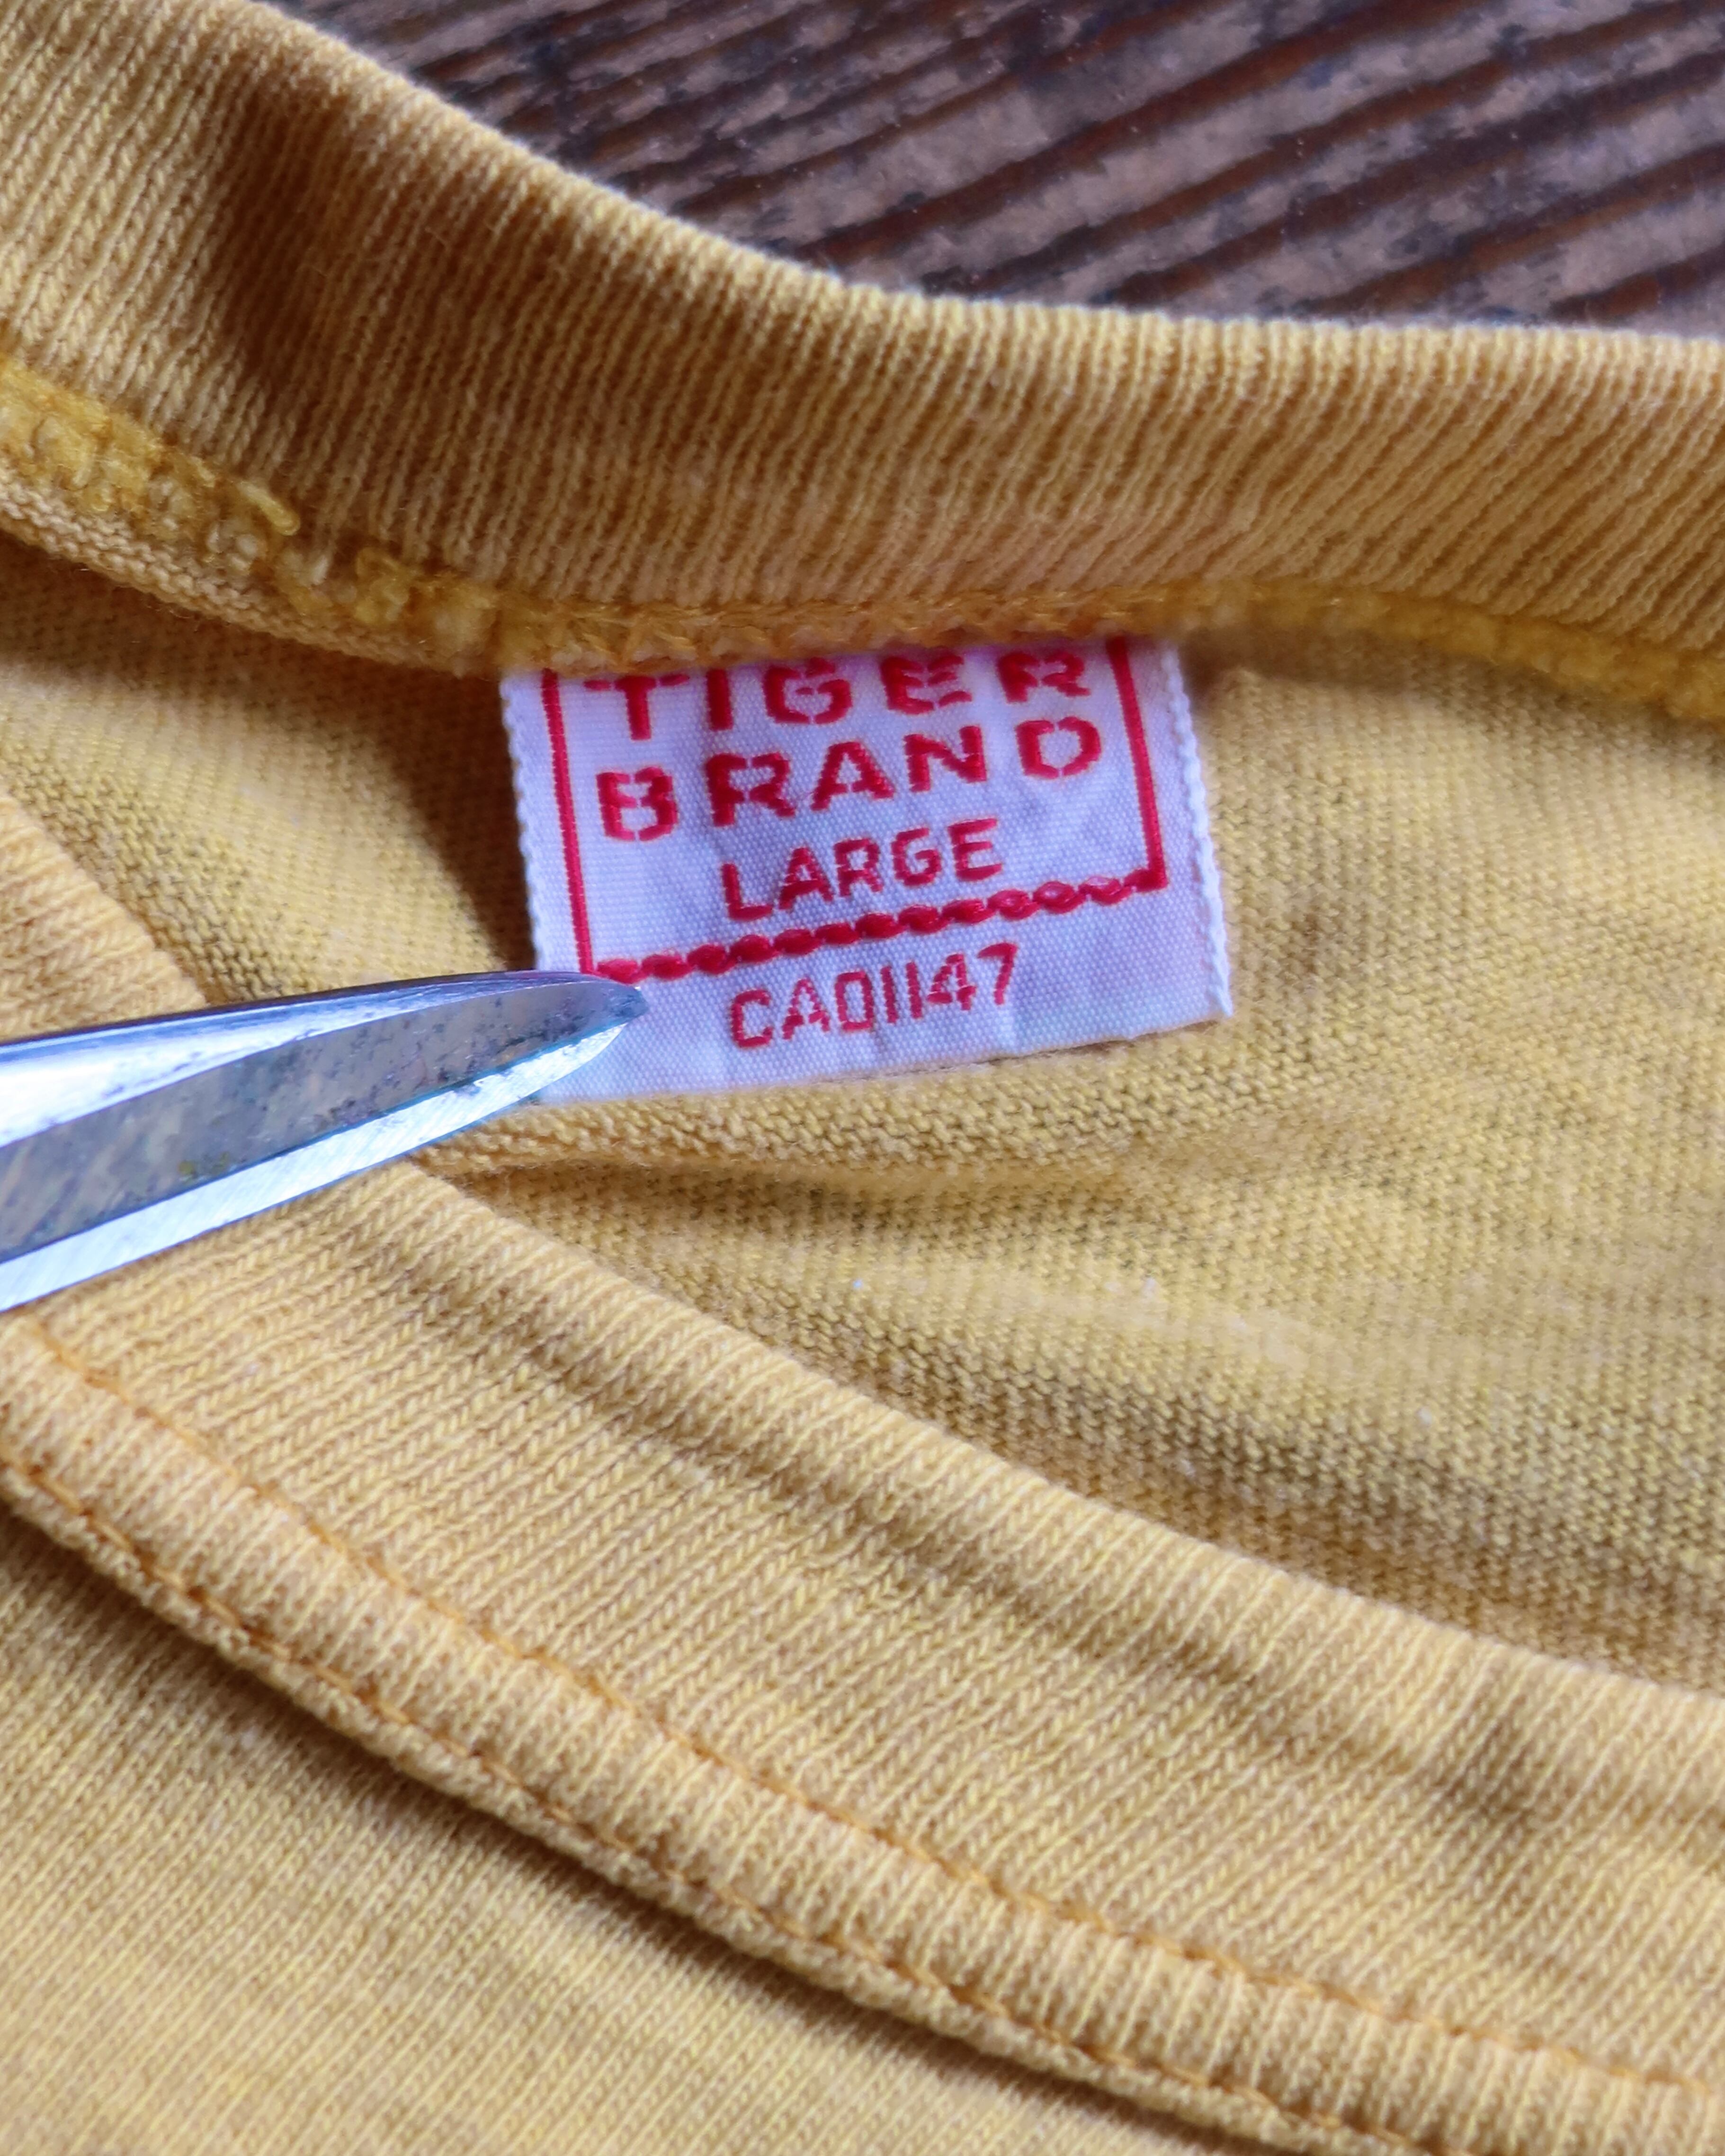 TIGER
BRAND
LARGE
CA01147